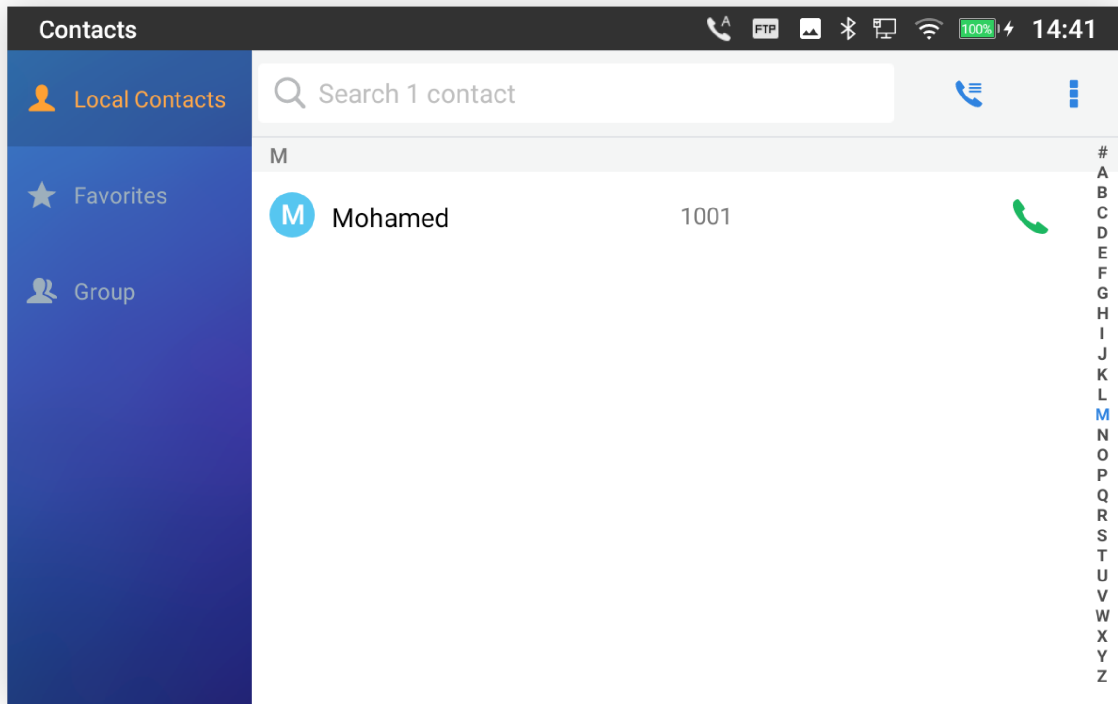 Contacts
A
FTP
100%
14:41
Local Contacts
Favorites
Group
Search 1 contact
M
M
Mohamed
1001
#
A
B
C
D
E
F
G
H
I
J
K
L
M
N
O
P
Q
R
S
T
U
V
W
X
Y
Z